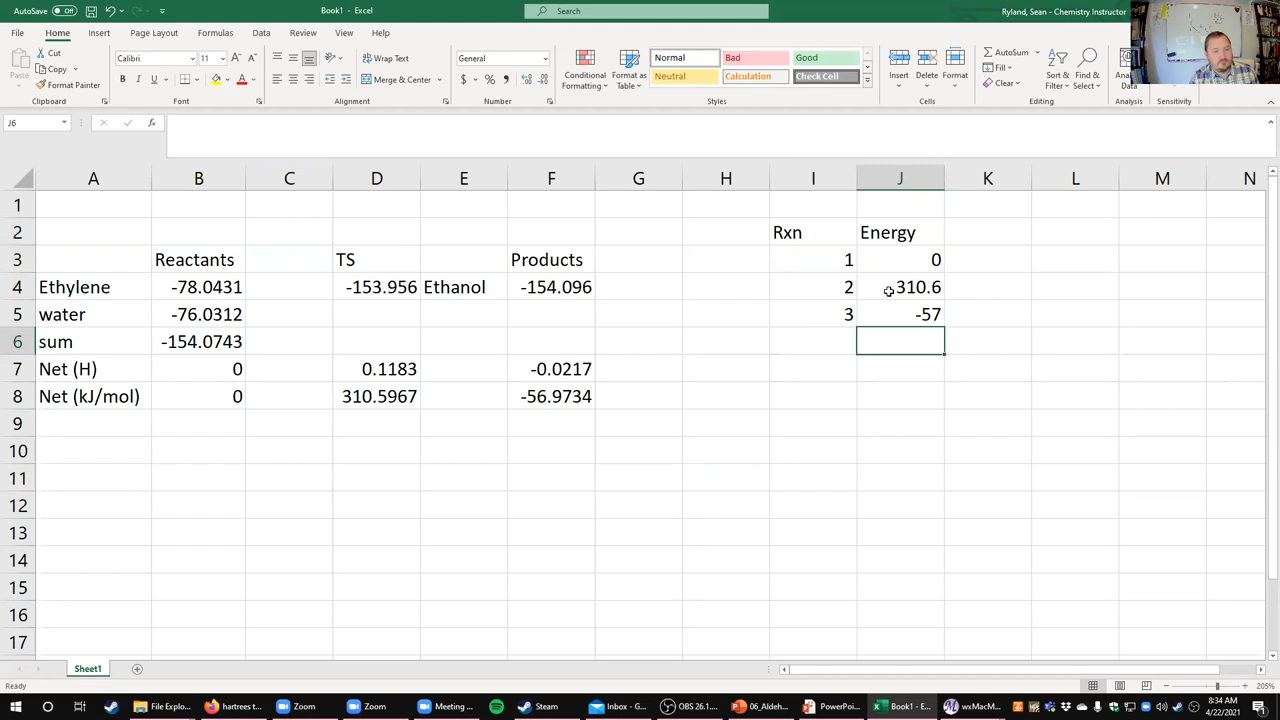 AutoSave Off Book1 - Excel Search Ryland, Sean - Chemistry Instructor
File Home Insert Page Layout Formulas Data Review View Help
Paste Cut Copy Format Painter
Calibri 11 A A
B I U A
Wrap Text Merge & Center
General
$ % 9
Conditional Formatting Format as Table
Normal Bad Good
Neutral Calculation Check Cell
Insert Delete Format
AutoSum Fill Clear
Sort & Filter Find & Select
Data
Clipboard Font Alignment Number Styles Cells Editing Analysis Sensitivity
J6 fx
A B C D E F G H I J K L M N
1
2 Rxn Energy
3 Reactants TS Products 1 0
4 Ethylene -78.0431 -153.956 Ethanol -154.096 2 310.6
5 water -76.0312 3 -57
6 sum -154.0743
7 Net (H) 0 0.1183 -0.0217
8 Net (kJ/mol) 0 310.5967 -56.9734
9
10
11
12
13
14
15
16
17
Sheet1
Ready 205%
File Explo... hartrees t... Zoom Zoom Meeting ... Steam Inbox - G... OBS 26.1... 06_Aldeh... PowerPoi... Book1 - E... wxMacM...
8:34 AM
4/22/2021